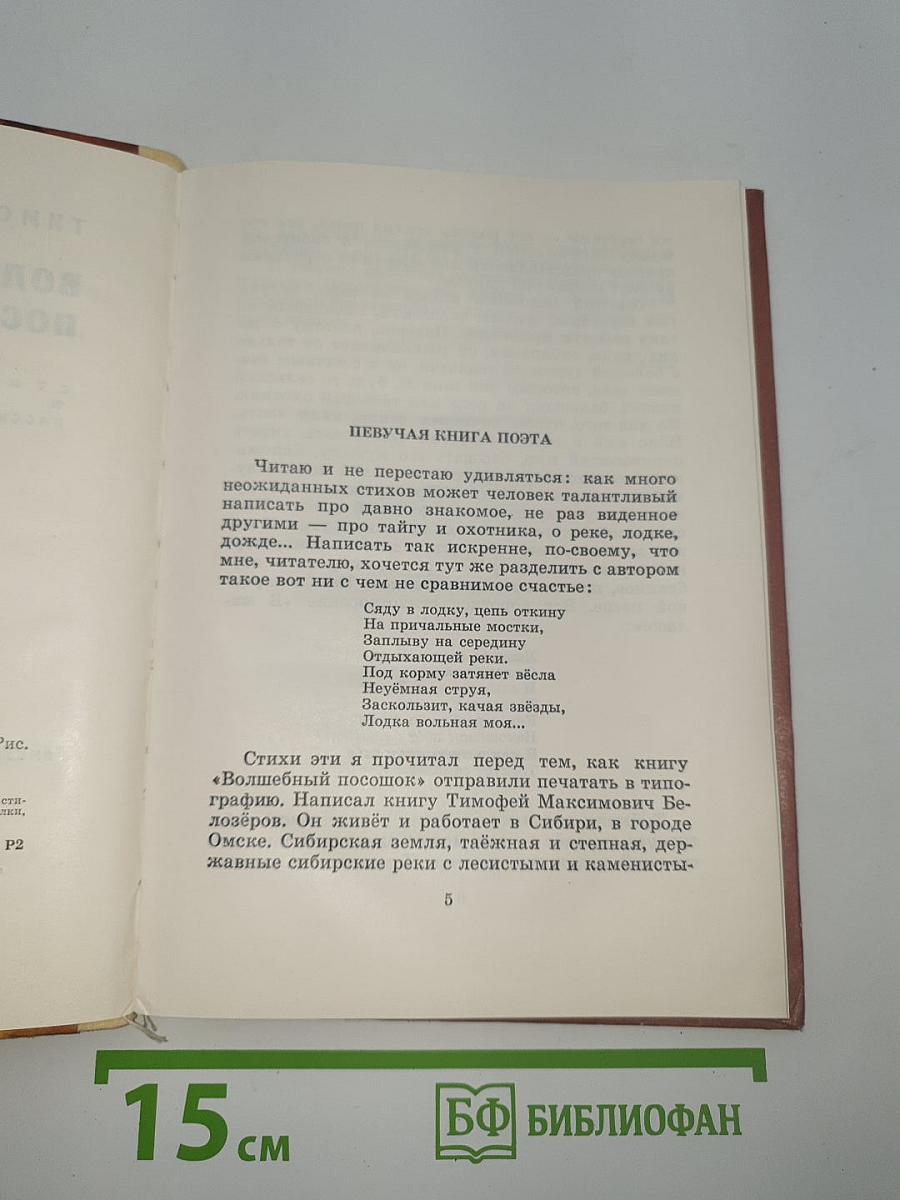 Рис.
сти-
лки,
Р2
ПЕВУЧАЯ КНИГА ПОЭТА
Читаю и не перестаю удивляться: как много
неожиданных стихов может человек талантливый
написать про давно знакомое, не раз виденное
другими — про тайгу и охотника, о реке, лодке,
дожде... Написать так искренне, по-своему, что
мне, читателю, хочется тут же разделить с автором
такое вот ни с чем не сравнимое счастье:
Сяду в лодку, цепь откину
На причальные мостки,
Заплыву на середину
Отдыхающей реки.
Под корму затянет вёсла
Неуёмная струя,
Заскользит, качая звёзды,
Лодка вольная моя...
Стихи эти я прочитал перед тем, как книгу
«Волшебный посошок» отправили печатать в типо-
графию. Написал книгу Тимофей Максимович Бе-
лозёров. Он живёт и работает в Сибири, в городе
Омске. Сибирская земля, таёжная и степная, дер-
жавные сибирские реки с лесистыми и каменисты-
5
15 см
БФ БИБЛИОФАН